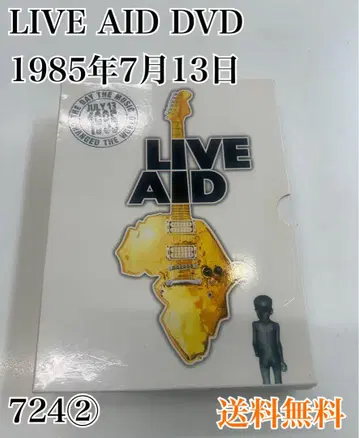 LIVE AID DVD
1985年7月13日
THE DAY THE MUSIC
JULY 13
1985
CHANGED THE WORLD
LIVE
AID
724②
送料無料